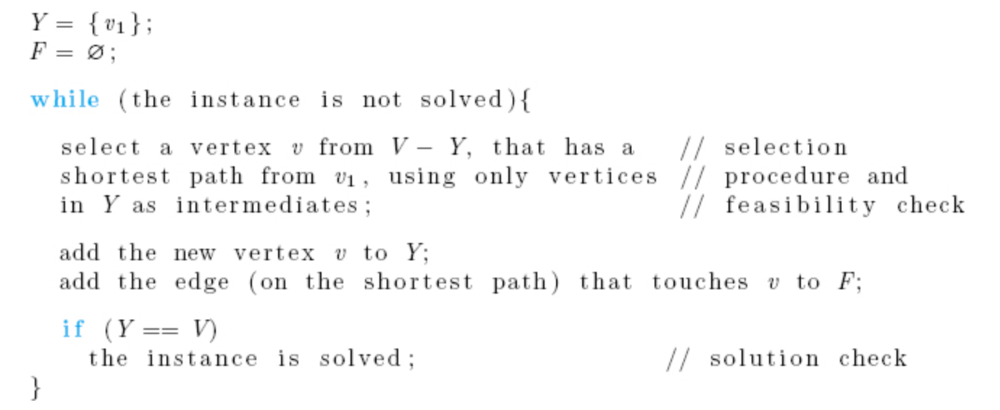 Y = {v₁};
F = ∅;
while (the instance is not solved){
select a vertex v from V − Y, that has a // selection
shortest path from v₁, using only vertices // procedure and
in Y as intermediates; // feasibility check
add the new vertex v to Y;
add the edge (on the shortest path) that touches v to F;
if (Y == V)
the instance is solved; // solution check
}